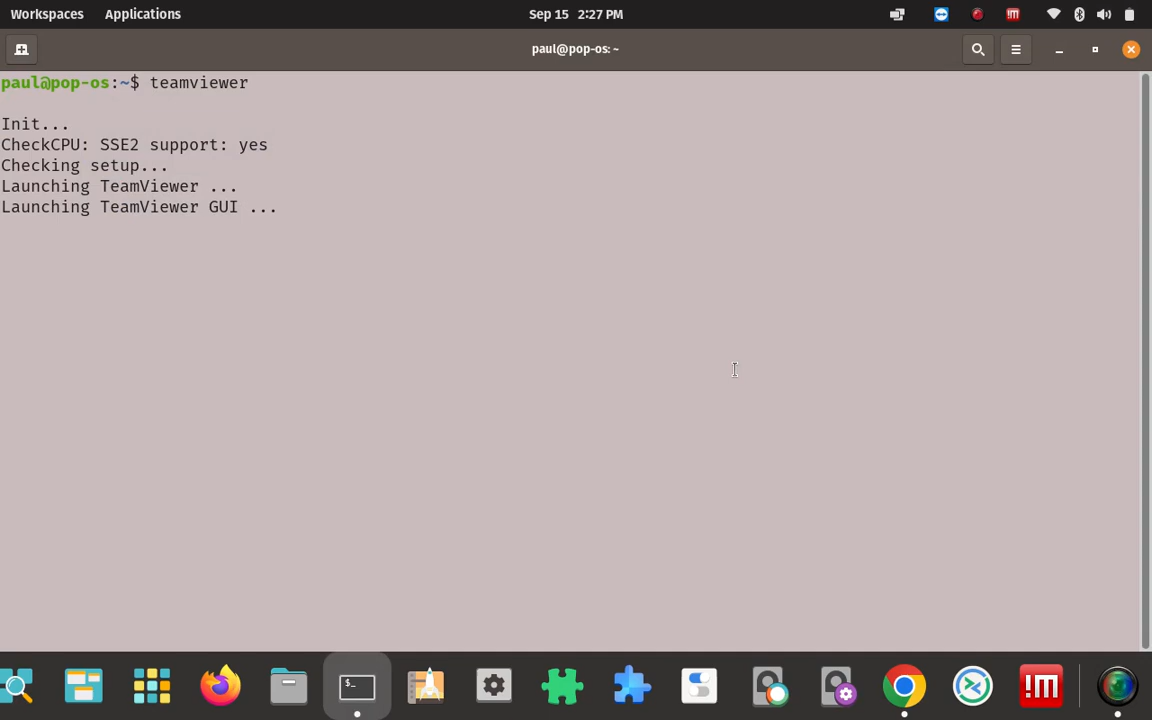 Workspaces Applications Sep 15 2:27 PM
paul@pop-os: ~
paul@pop-os:~$ teamviewer
Init...
CheckCPU: SSE2 support: yes
Checking setup...
Launching TeamViewer ...
Launching TeamViewer GUI ...
$_ !M